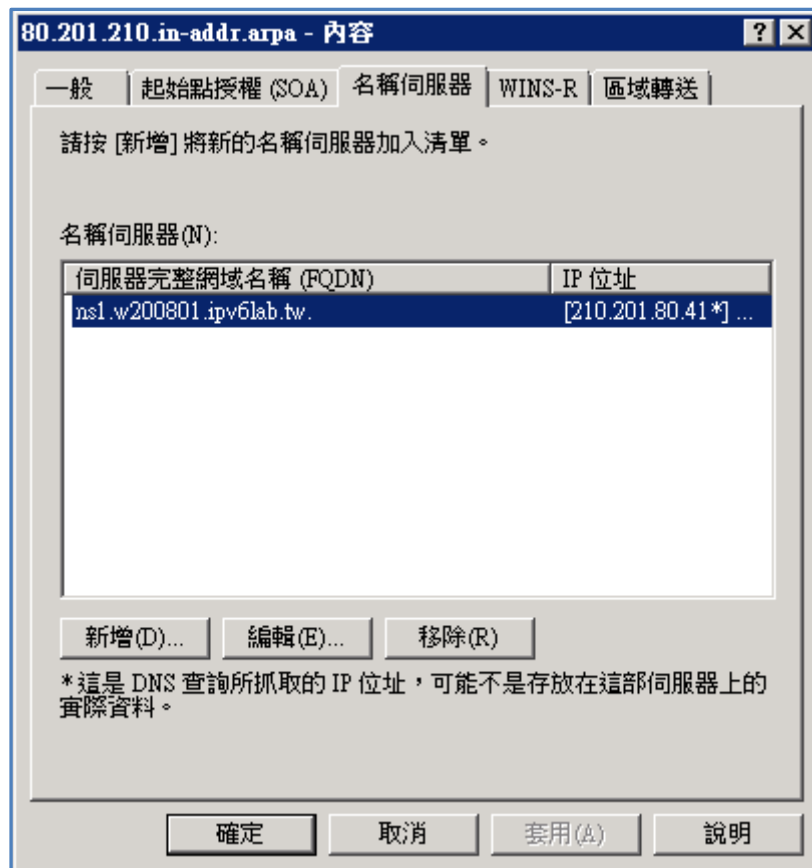 80.201.210.in-addr.arpa - 內容
一般 起始點授權 (SOA) 名稱伺服器 WINS-R 區域轉送
請按 [新增] 將新的名稱伺服器加入清單。
名稱伺服器(N):
伺服器完整網域名稱 (FQDN) IP 位址
ns1.w200801.ipv6lab.tw. [210.201.80.41*] ...
新增(D)... 編輯(E)... 移除(R)
*這是 DNS 查詢所抓取的 IP 位址，可能不是存放在這部伺服器上的
實際資料。
確定 取消 套用(A) 說明